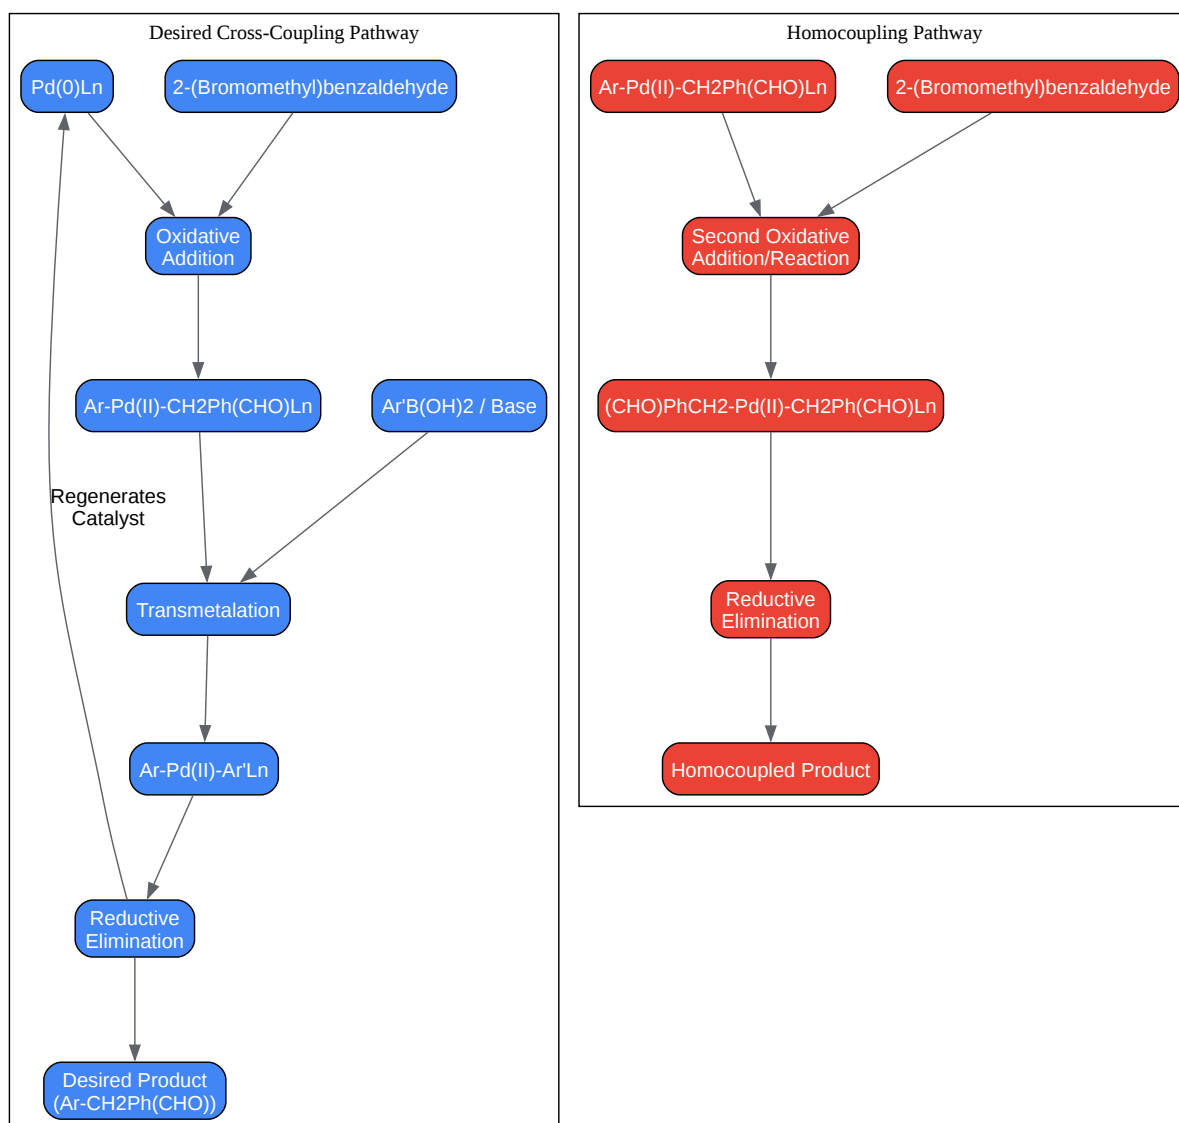 Desired Cross-Coupling Pathway
Pd(0)Ln
2-(Bromomethyl)benzaldehyde
Oxidative
Addition
Ar-Pd(II)-CH2Ph(CHO)Ln
Ar'B(OH)2 / Base
Regenerates
Catalyst
Transmetalation
Ar-Pd(II)-Ar'Ln
Reductive
Elimination
Desired Product
(Ar-CH2Ph(CHO))
Homocoupling Pathway
Ar-Pd(II)-CH2Ph(CHO)Ln
2-(Bromomethyl)benzaldehyde
Second Oxidative
Addition/Reaction
(CHO)PhCH2-Pd(II)-CH2Ph(CHO)Ln
Reductive
Elimination
Homocoupled Product